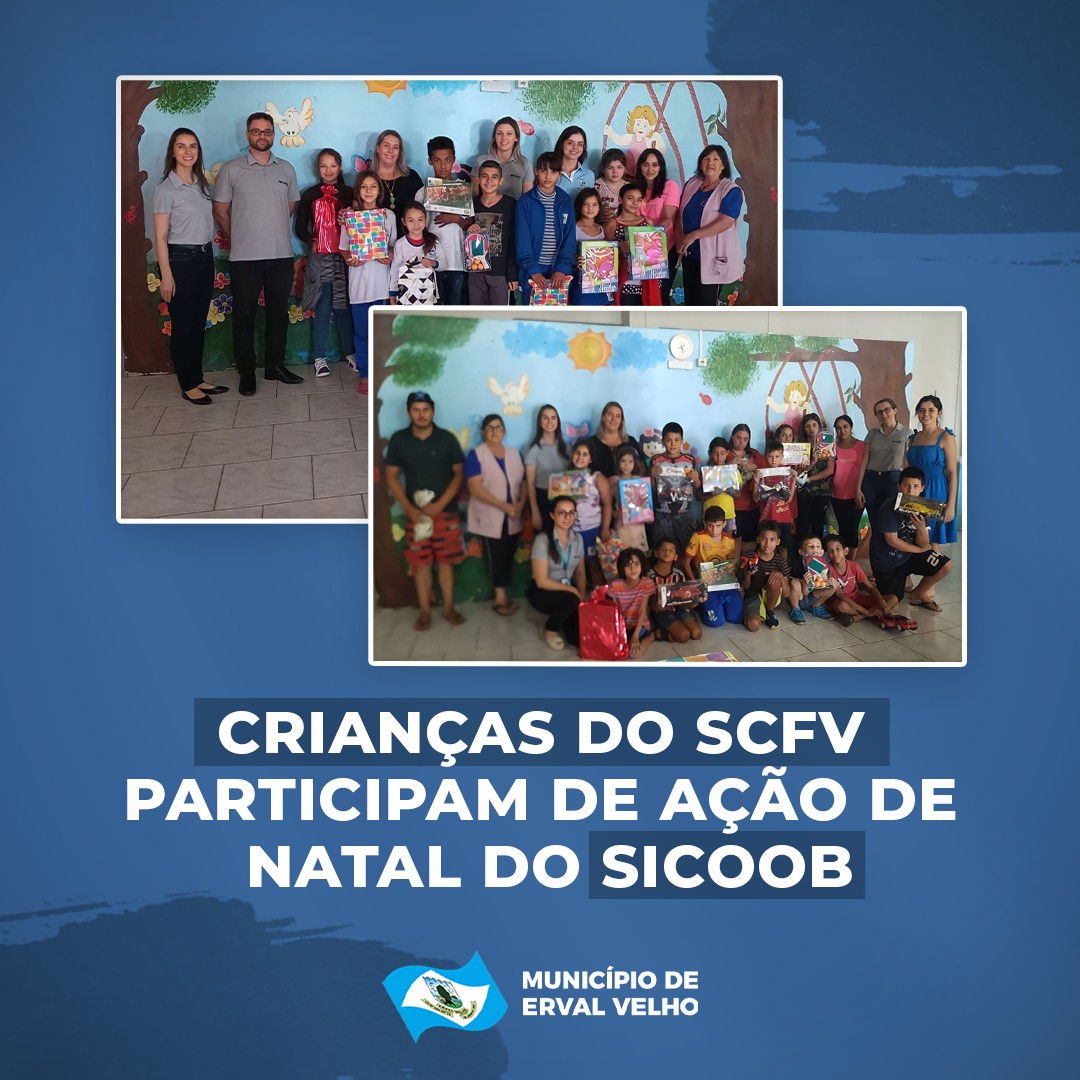 CRIANÇAS DO SCFV
PARTICIPAM DE AÇÃO DE
NATAL DO SICOOB
MUNICÍPIO DE
ERVAL VELHO